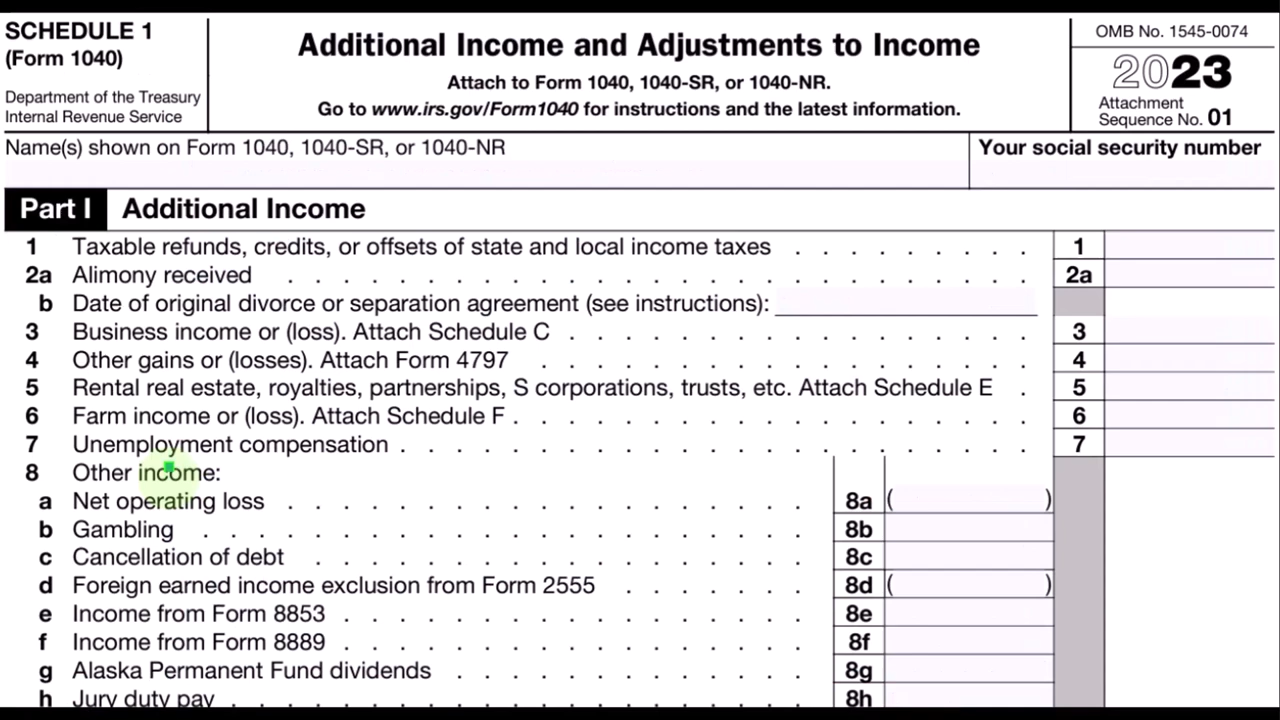 SCHEDULE 1
(Form 1040)
Department of the Treasury
Internal Revenue Service
Additional Income and Adjustments to Income
Attach to Form 1040, 1040-SR, or 1040-NR.
Go to www.irs.gov/Form1040 for instructions and the latest information.
OMB No. 1545-0074
2023
Attachment
Sequence No. 01
Name(s) shown on Form 1040, 1040-SR, or 1040-NR
Your social security number
Part I Additional Income
1 Taxable refunds, credits, or offsets of state and local income taxes . . . . . . . . . 1
2a Alimony received . . . . . . . . . . . . . . . . . . . . . . . . . . . 2a
b Date of original divorce or separation agreement (see instructions):
3 Business income or (loss). Attach Schedule C . . . . . . . . . . . . . . . . . 3
4 Other gains or (losses). Attach Form 4797 . . . . . . . . . . . . . . . . . . 4
5 Rental real estate, royalties, partnerships, S corporations, trusts, etc. Attach Schedule E . 5
6 Farm income or (loss). Attach Schedule F . . . . . . . . . . . . . . . . . . . 6
7 Unemployment compensation . . . . . . . . . . . . . . . . . . . . . . . 7
8 Other income:
a Net operating loss . . . . . . . . . . . . . . . . . . . 8a ( )
b Gambling . . . . . . . . . . . . . . . . . . . . . . 8b
c Cancellation of debt . . . . . . . . . . . . . . . . . . 8c
d Foreign earned income exclusion from Form 2555 . . . . . . . 8d ( )
e Income from Form 8853 . . . . . . . . . . . . . . . . . 8e
f Income from Form 8889 . . . . . . . . . . . . . . . . . 8f
g Alaska Permanent Fund dividends . . . . . . . . . . . . . 8g
h Jury duty pay . . . . . . . . . . . . . . . . . . . . . 8h